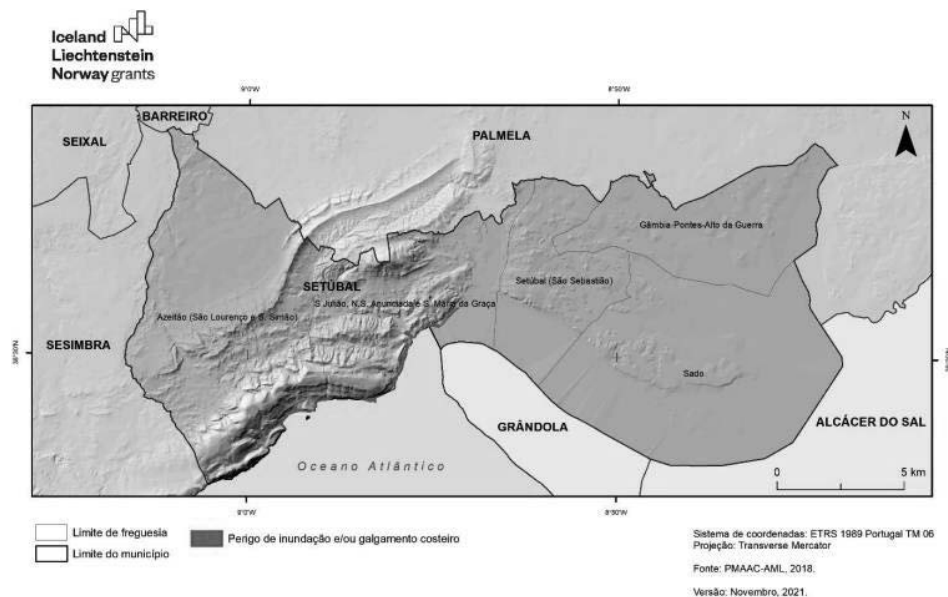 Iceland
Liechtenstein
Norway grants
9°0'W
8°50'W
BARREIRO
SEIXAL
PALMELA
N
Gâmbia-Pontes-Alto da Guerra
SETÚBAL
Setúbal (São Sebastião)
S. Julião, N.S. Anunciada e S. Maria da Graça
Azeitão (São Lourenço e S. Simão)
SESIMBRA
38°30'N
Sado
GRÂNDOLA
ALCÁCER DO SAL
Oceano Atlântico
0 5 km
9°0'W
8°50'W
Limite de freguesia
Limite do município
Perigo de inundação e/ou galgamento costeiro
Sistema de coordenadas: ETRS 1989 Portugal TM 06
Projeção: Transverse Mercator
Fonte: PMAAC-AML, 2018.
Versão: Novembro, 2021.